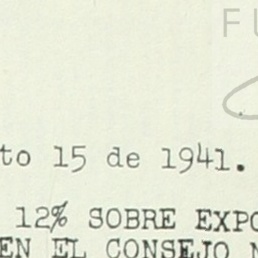 FU
to 15 de 1941.
12% SOBRE EXPO
EN EL CONSEJO